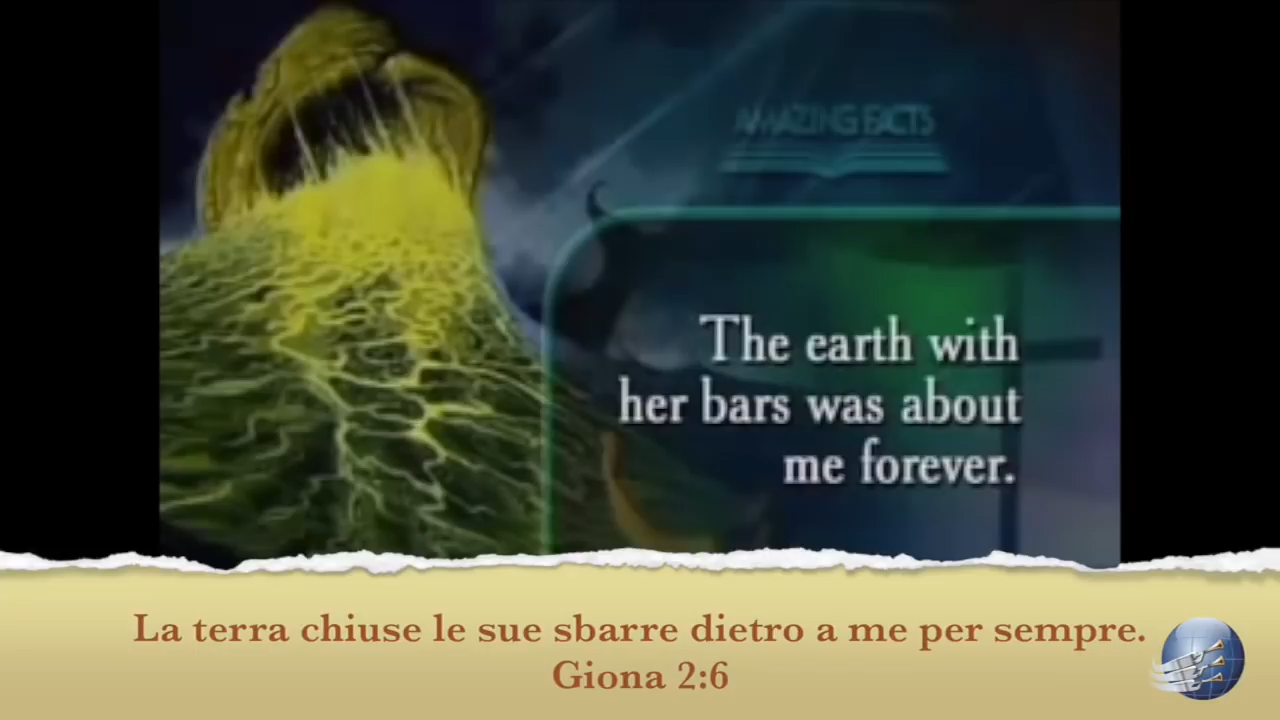 AMAZING FACTS
The earth with
her bars was about
me forever.
La terra chiuse le sue sbarre dietro a me per sempre.
Giona 2:6